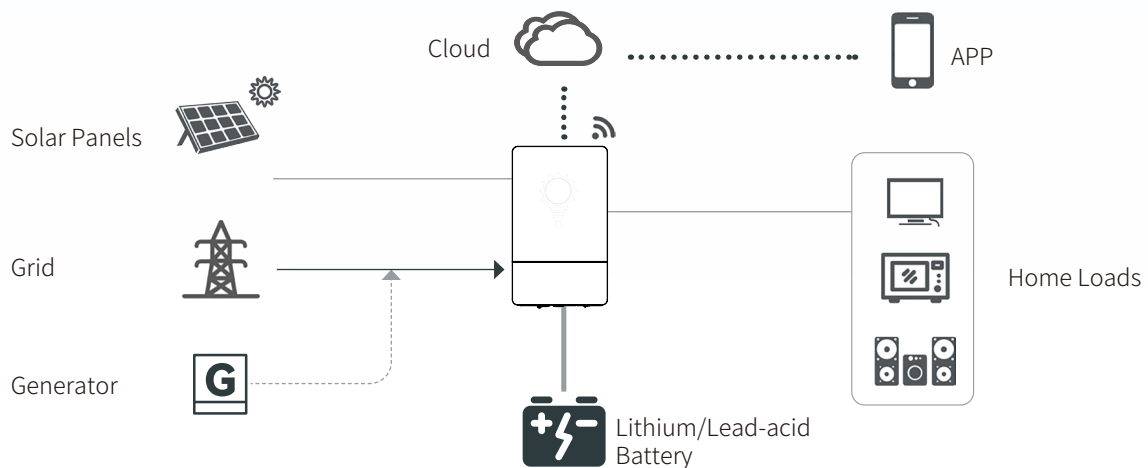 Cloud
APP
Solar Panels
Grid
Home Loads
Generator
G
Lithium/Lead-acid
Battery